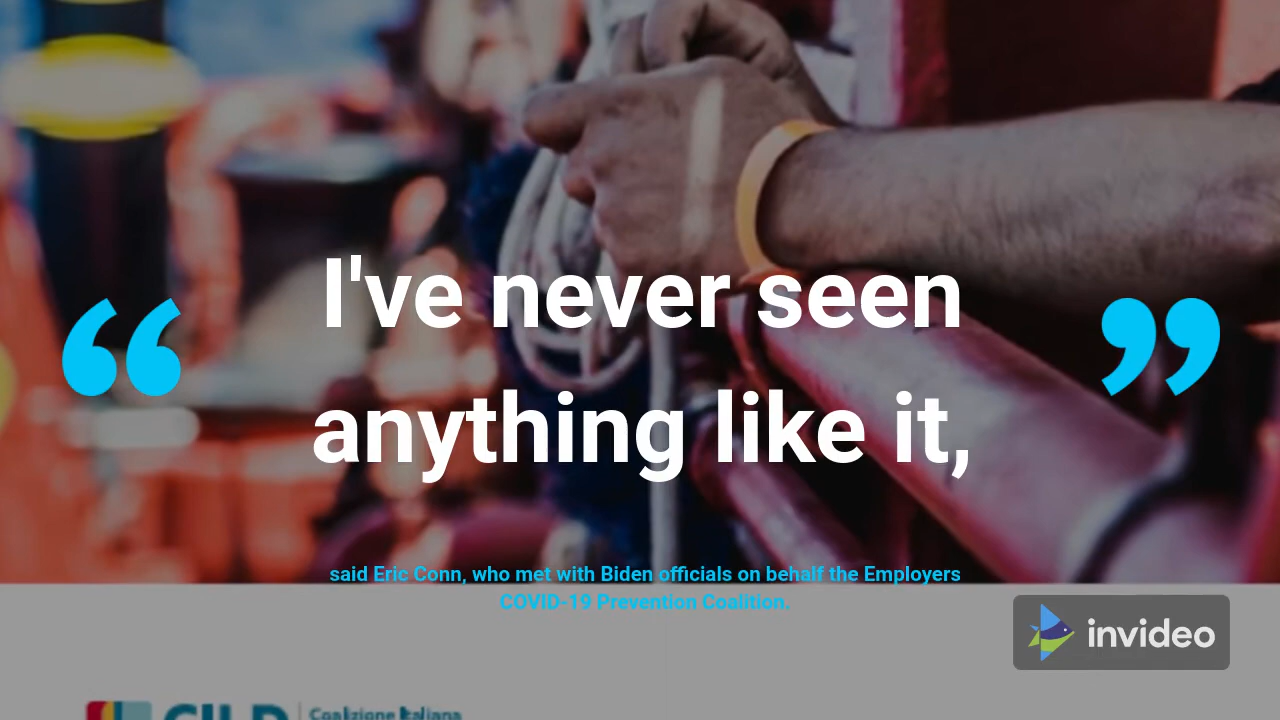 “
I've never seen
anything like it,
”
said Eric Conn, who met with Biden officials on behalf the Employers
COVID-19 Prevention Coalition.
invideo
CILD
Coalizione Italiana